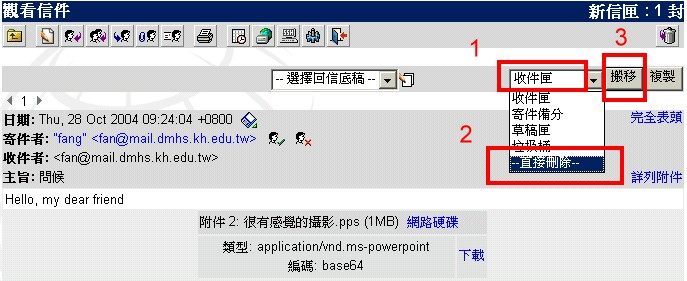 觀看信件 新信匣 : 1 封
1 3
-- 選擇回信底稿 -- 收件匣 搬移 複製
1
收件匣
寄件備分
草稿匣
垃圾桶
--直接刪除--
2
日期: Thu, 28 Oct 2004 09:24:04 +0800 完全表頭
寄件者: "fang" <fan@mail.dmhs.kh.edu.tw>
收件者: <fan@mail.dmhs.kh.edu.tw>
主旨: 問候 詳列附件
Hello, my dear friend
附件 2: 很有感覺的攝影.pps (1MB) 網路硬碟
類型: application/vnd.ms-powerpoint 下載
編碼: base64